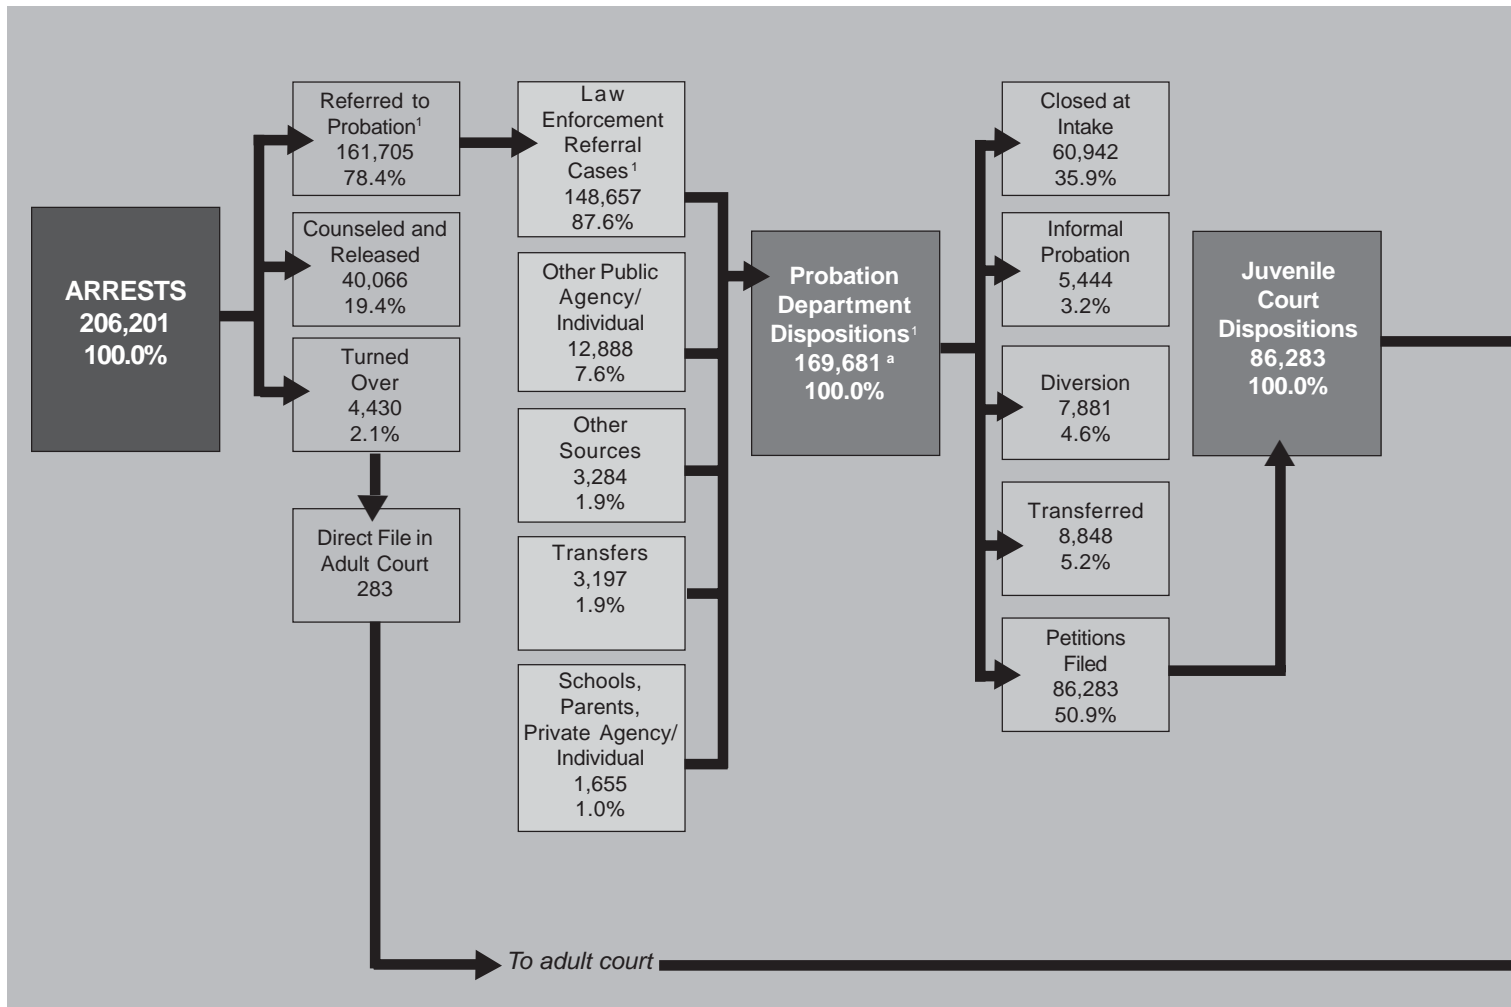 ARRESTS
206,201
100.0%
Referred to
Probation¹
161,705
78.4%
Counseled and
Released
40,066
19.4%
Turned
Over
4,430
2.1%
Direct File in
Adult Court
283
Law
Enforcement
Referral
Cases¹
148,657
87.6%
Other Public
Agency/
Individual
12,888
7.6%
Other
Sources
3,284
1.9%
Transfers
3,197
1.9%
Schools,
Parents,
Private Agency/
Individual
1,655
1.0%
Probation
Department
Dispositions¹
169,681 ᵃ
100.0%
Closed at
Intake
60,942
35.9%
Informal
Probation
5,444
3.2%
Diversion
7,881
4.6%
Transferred
8,848
5.2%
Petitions
Filed
86,283
50.9%
Juvenile
Court
Dispositions
86,283
100.0%
To adult court